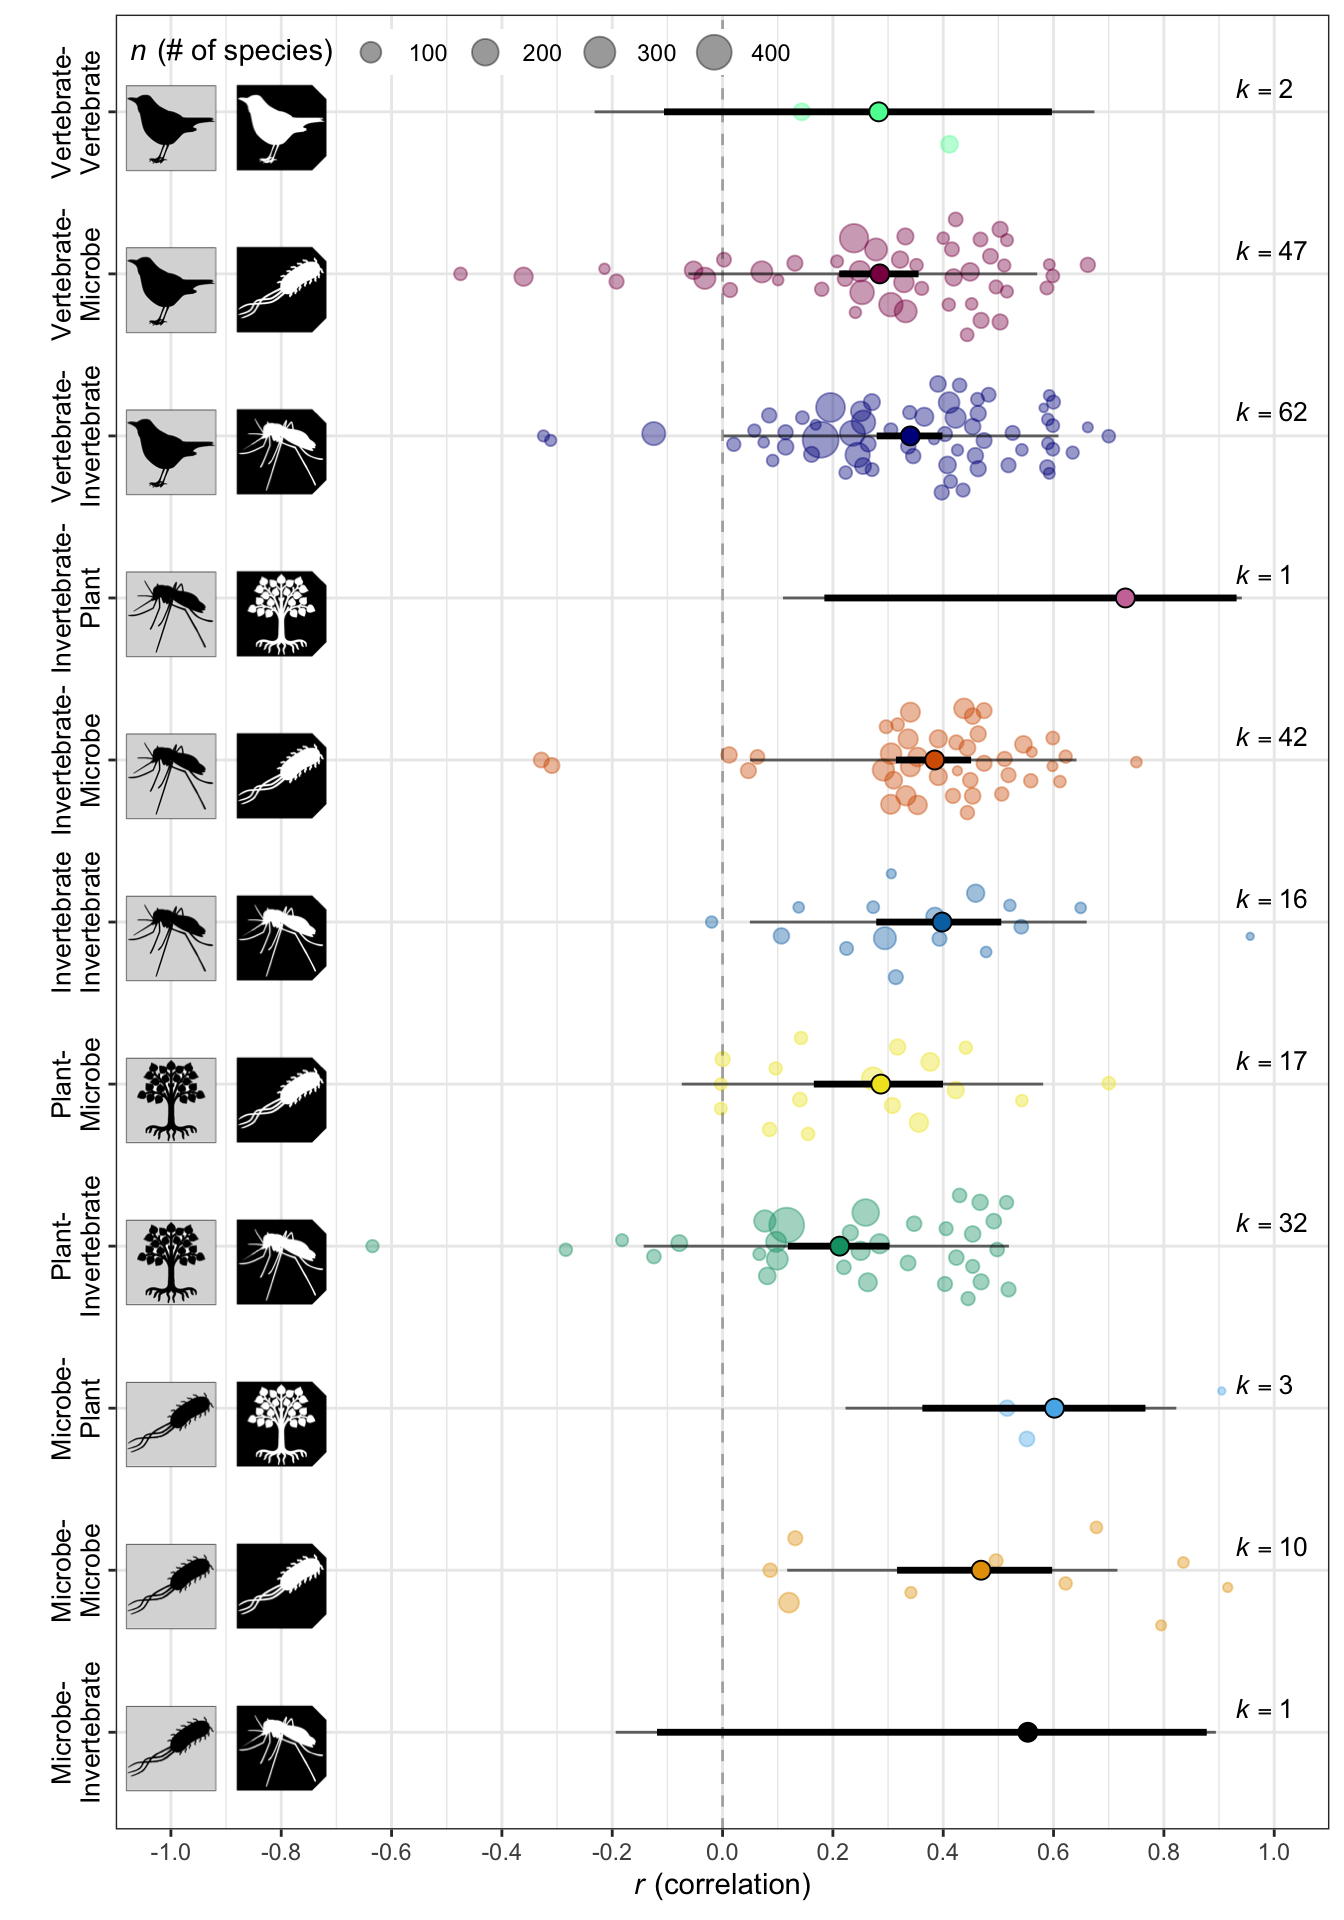 n (# of species) 100 200 300 400
Vertebrate-
Vertebrate
k = 2
Vertebrate-
Microbe
k = 47
Vertebrate-
Invertebrate
k = 62
Invertebrate-
Plant
k = 1
Invertebrate-
Microbe
k = 42
Invertebrate
Invertebrate
k = 16
Plant-
Microbe
k = 17
Plant-
Invertebrate
k = 32
Microbe-
Plant
k = 3
Microbe-
Microbe
k = 10
Microbe-
Invertebrate
k = 1
-1.0 -0.8 -0.6 -0.4 -0.2 0.0 0.2 0.4 0.6 0.8 1.0
r (correlation)